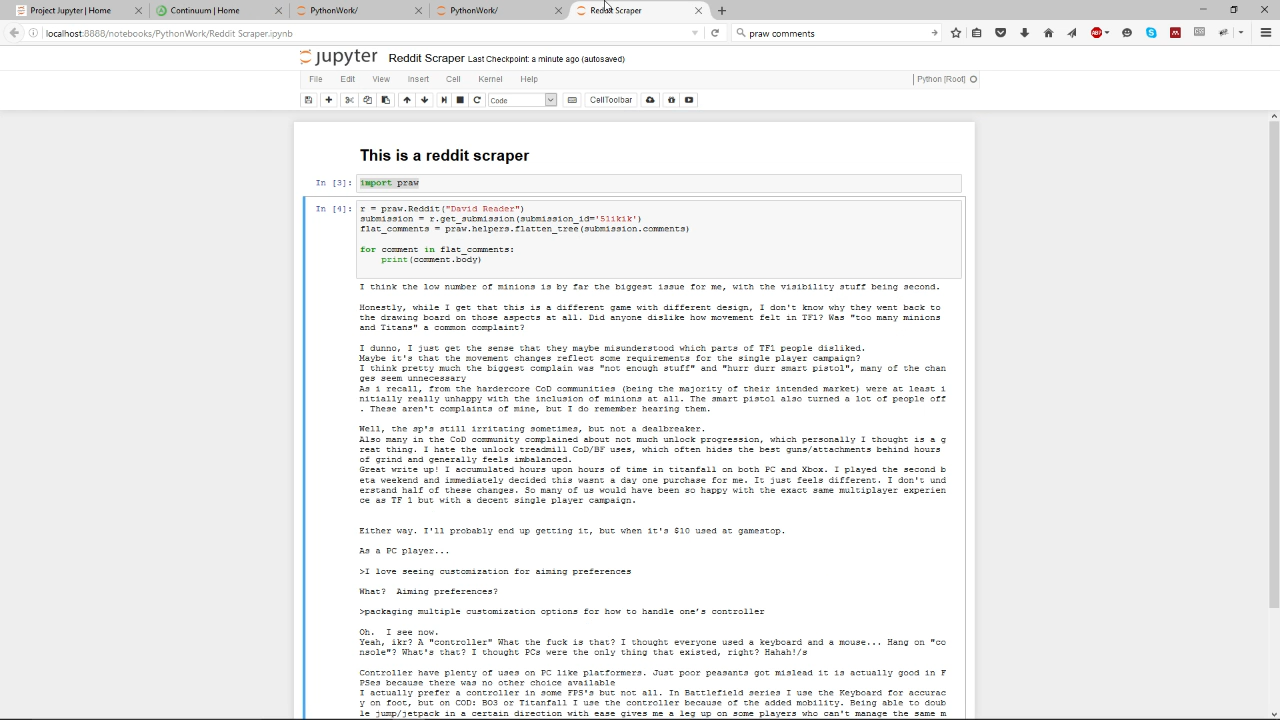 Project Jupyter | Home
Continuum | Home
PythonWork/
PythonWork/
Reddit Scraper
localhost:8888/notebooks/PythonWork/Reddit Scraper.ipynb
praw comments
jupyter Reddit Scraper Last Checkpoint: a minute ago (autosaved)
File Edit View Insert Cell Kernel Help
Python [Root]
Code CellToolbar
This is a reddit scraper
In [3]: import praw
In [4]: r = praw.Reddit("David Reader")
submission = r.get_submission(submission_id='5likik')
flat_comments = praw.helpers.flatten_tree(submission.comments)
for comment in flat_comments:
print(comment.body)
I think the low number of minions is by far the biggest issue for me, with the visibility stuff being second.
Honestly, while I get that this is a different game with different design, I don't know why they went back to
the drawing board on those aspects at all. Did anyone dislike how movement felt in TF1? Was "too many minions
and Titans" a common complaint?
I dunno, I just get the sense that they maybe misunderstood which parts of TF1 people disliked.
Maybe it's that the movement changes reflect some requirements for the single player campaign?
I think pretty much the biggest complain was "not enough stuff" and "hurr durr smart pistol", many of the chan
ges seem unnecessary
As i recall, from the hardercore CoD communities (being the majority of their intended market) were at least i
nitially really unhappy with the inclusion of minions at all. The smart pistol also turned a lot of people off
. These aren't complaints of mine, but I do remember hearing them.
Well, the sp's still irritating sometimes, but not a dealbreaker.
Also many in the CoD community complained about not much unlock progression, which personally I thought is a g
reat thing. I hate the unlock treadmill CoD/BF uses, which often hides the best guns/attachments behind hours
of grind and generally feels imbalanced.
Great write up! I accumulated hours upon hours of time in titanfall on both PC and Xbox. I played the second b
eta weekend and immediately decided this wasnt a day one purchase for me. It just feels different. I don't und
erstand half of these changes. So many of us would have been so happy with the exact same multiplayer experien
ce as TF 1 but with a decent single player campaign.
Either way. I'll probably end up getting it, but when it's $10 used at gamestop.
As a PC player...
>I love seeing customization for aiming preferences
What? Aiming preferences?
>packaging multiple customization options for how to handle one's controller
Oh. I see now.
Yeah, ikr? A "controller" What the fuck is that? I thought everyone used a keyboard and a mouse... Hang on "co
nsole"? What's that? I thought PCs were the only thing that existed, right? Hahah!/s
Controller have plenty of uses on PC like platformers. Just poor peasants got mislead it is actually good in F
PSes because there was no other choice available
I actually prefer a controller in some FPS's but not all. In Battlefield series I use the Keyboard for accurac
y on foot, but on COD: BO3 or Titanfall I use the controller because of the added mobility. Being able to doub
le jump/jetpack in a certain direction with ease gives me a leg up on some players who can't manage the same m